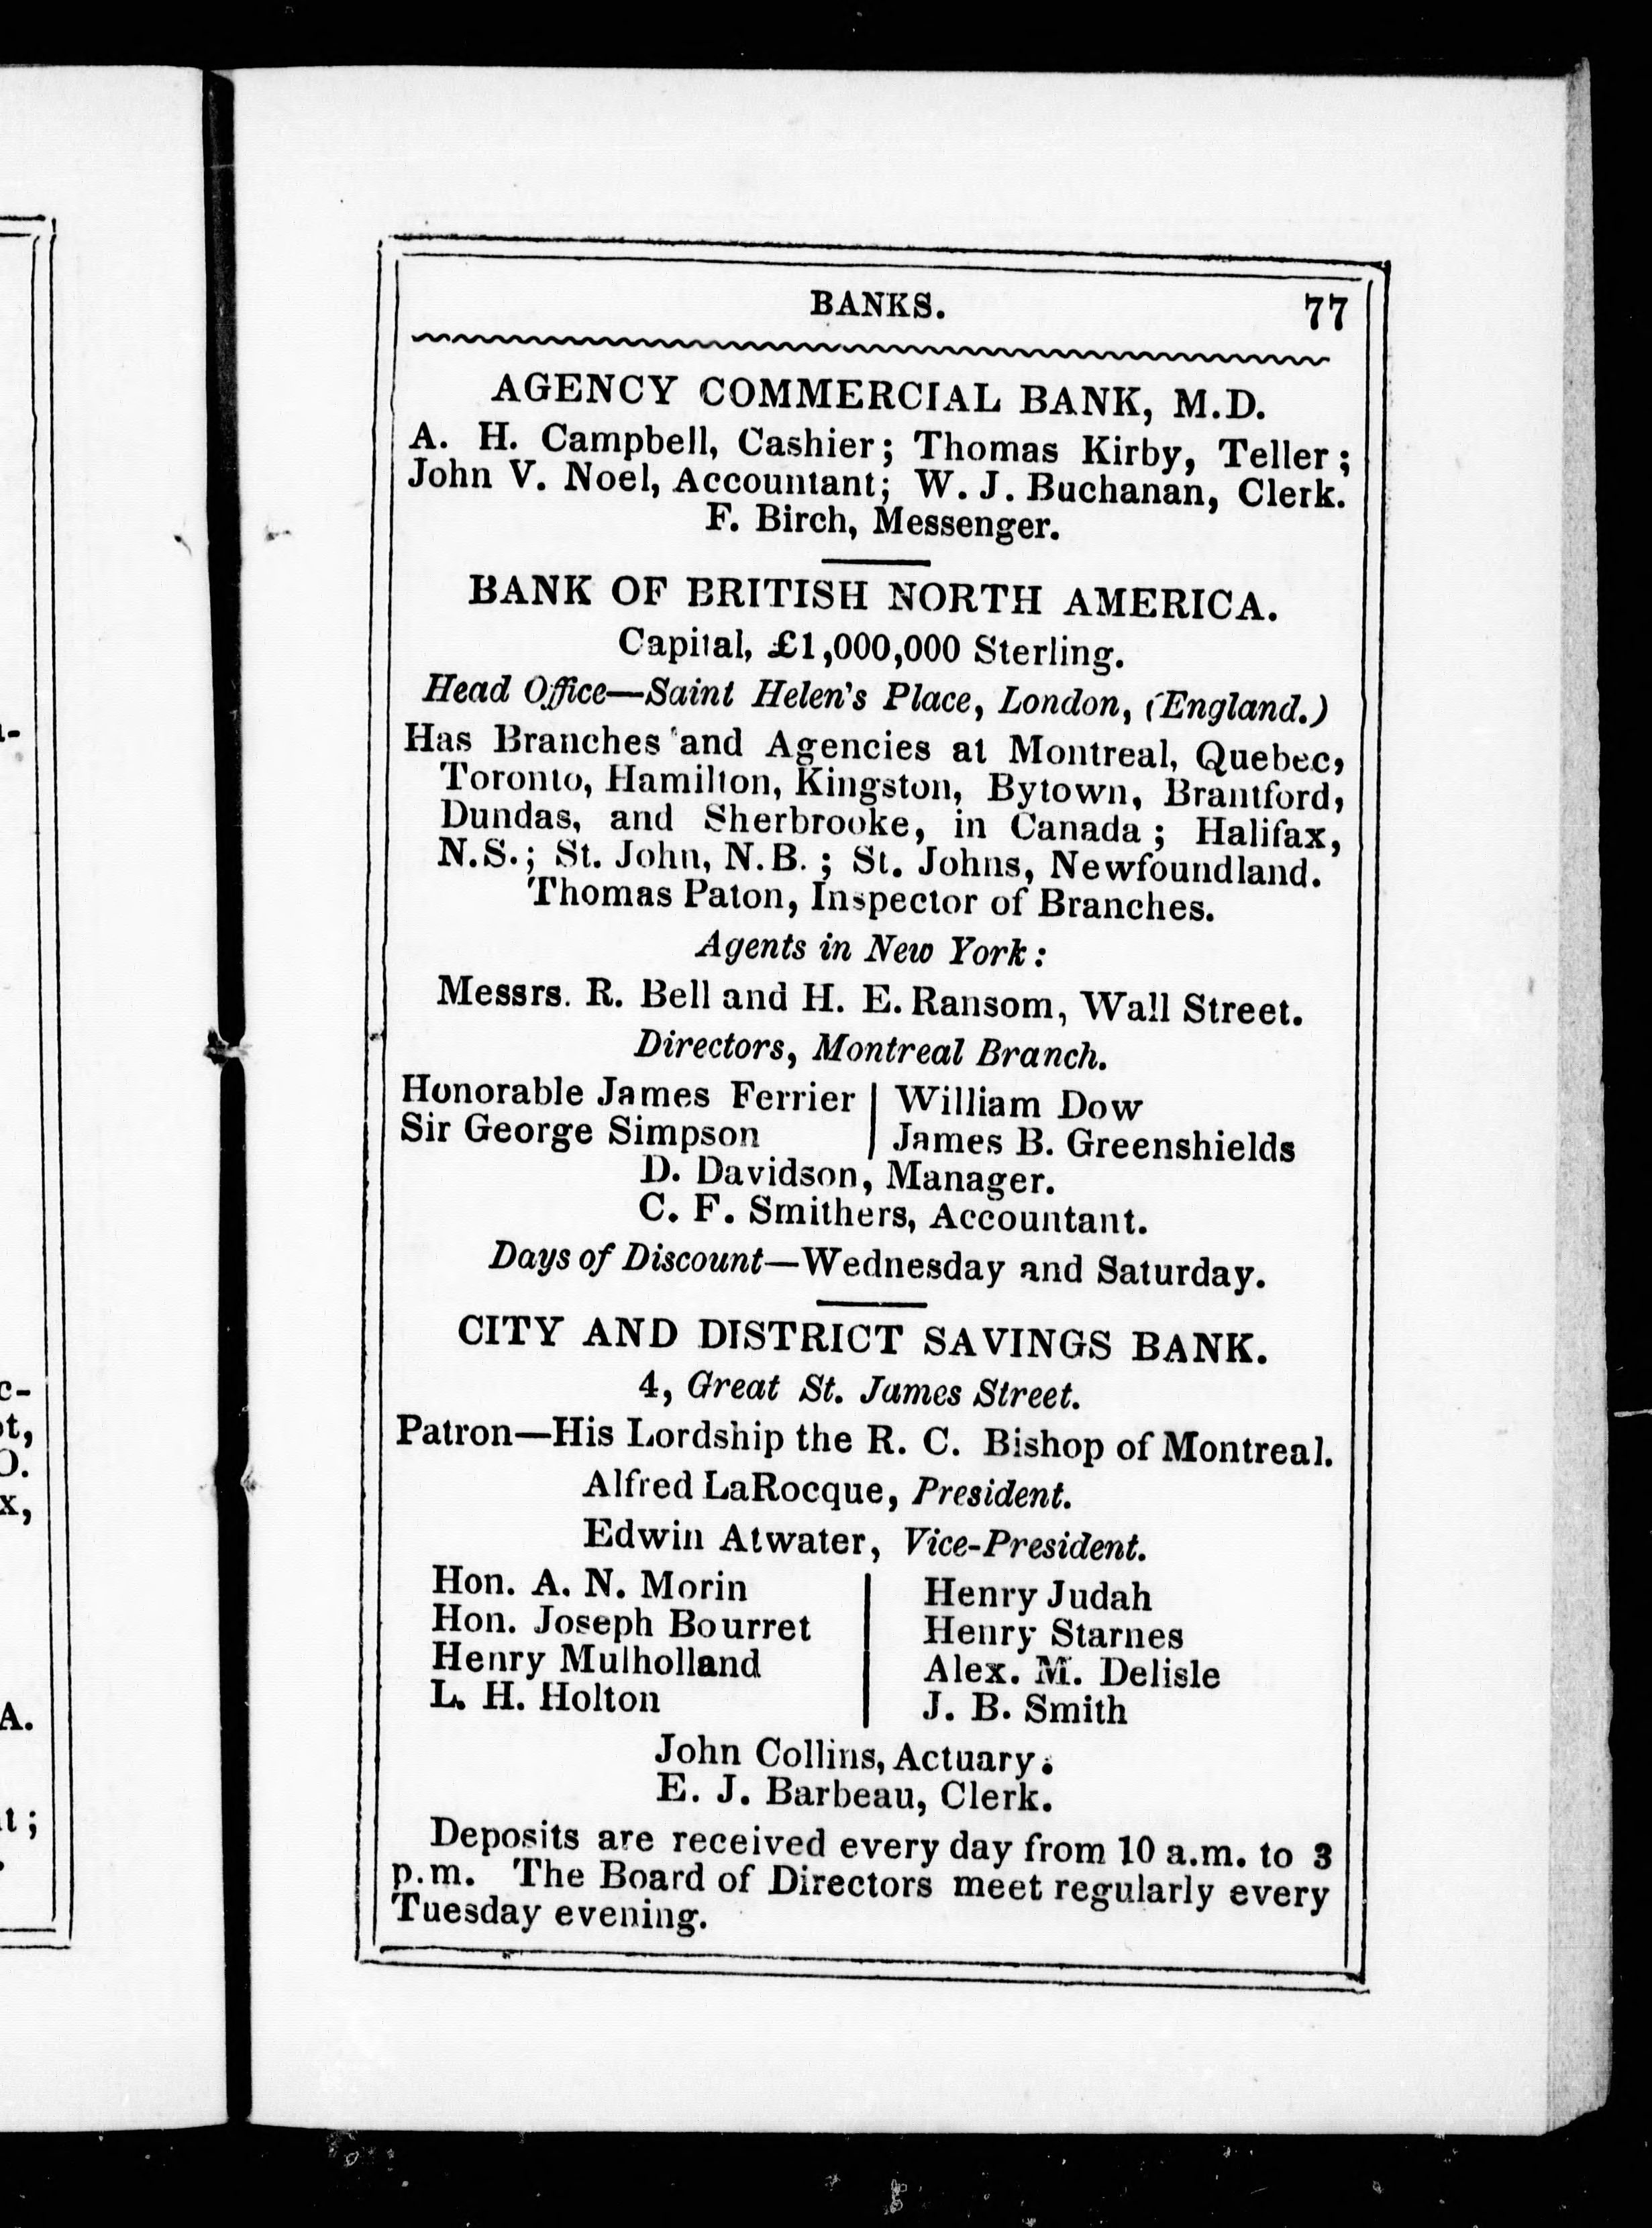 BANKS. 77
AGENCY COMMERCIAL BANK, M.D.
A. H. Campbell, Cashier; Thomas Kirby, Teller;
John V. Noel, Accountant; W. J. Buchanan, Clerk.
F. Birch, Messenger.
BANK OF BRITISH NORTH AMERICA.
Capital, £1,000,000 Sterling.
Head Office—Saint Helen's Place, London, (England.)
Has Branches and Agencies at Montreal, Quebec,
Toronto, Hamilton, Kingston, Bytown, Brantford,
Dundas, and Sherbrooke, in Canada; Halifax,
N.S.; St. John, N.B.; St. Johns, Newfoundland.
Thomas Paton, Inspector of Branches.
Agents in New York:
Messrs. R. Bell and H. E. Ransom, Wall Street.
Directors, Montreal Branch.
Honorable James Ferrier | William Dow
Sir George Simpson | James B. Greenshields
D. Davidson, Manager.
C. F. Smithers, Accountant.
Days of Discount—Wednesday and Saturday.
CITY AND DISTRICT SAVINGS BANK.
4, Great St. James Street.
Patron—His Lordship the R. C. Bishop of Montreal.
Alfred LaRocque, President.
Edwin Atwater, Vice-President.
Hon. A. N. Morin | Henry Judah
Hon. Joseph Bourret | Henry Starnes
Henry Mulholland | Alex. M. Delisle
L. H. Holton | J. B. Smith
John Collins, Actuary.
E. J. Barbeau, Clerk.
Deposits are received every day from 10 a.m. to 3
p.m. The Board of Directors meet regularly every
Tuesday evening.